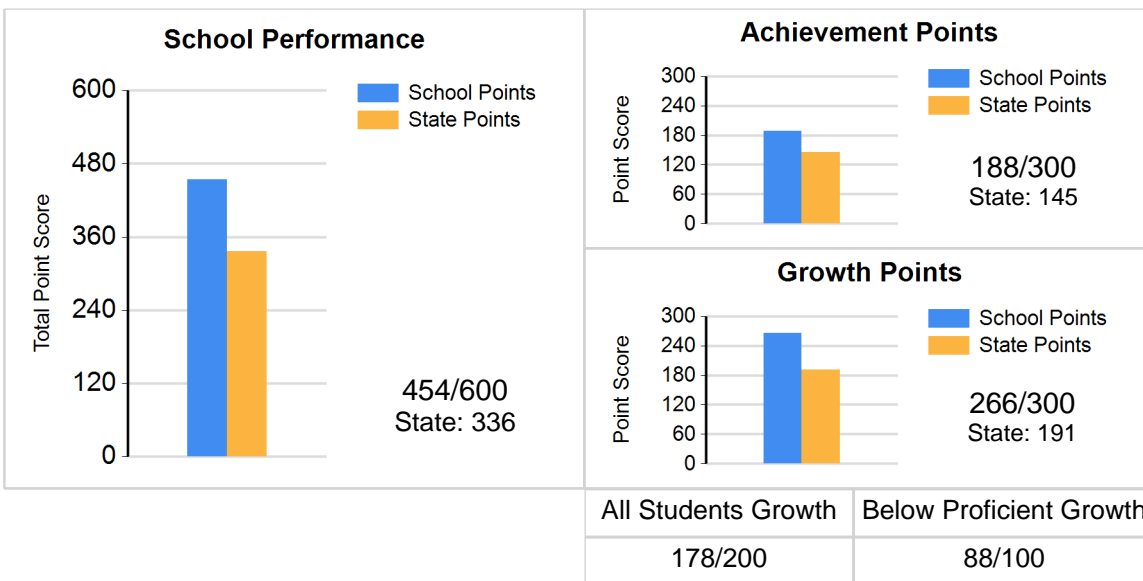 School Performance
600
480
360
240
120
0
Total Point Score
School Points
State Points
454/600
State: 336
Achievement Points
300
240
180
120
60
0
Point Score
School Points
State Points
188/300
State: 145
Growth Points
300
240
180
120
60
0
Point Score
School Points
State Points
266/300
State: 191
All Students Growth
Below Proficient Growth
178/200
88/100